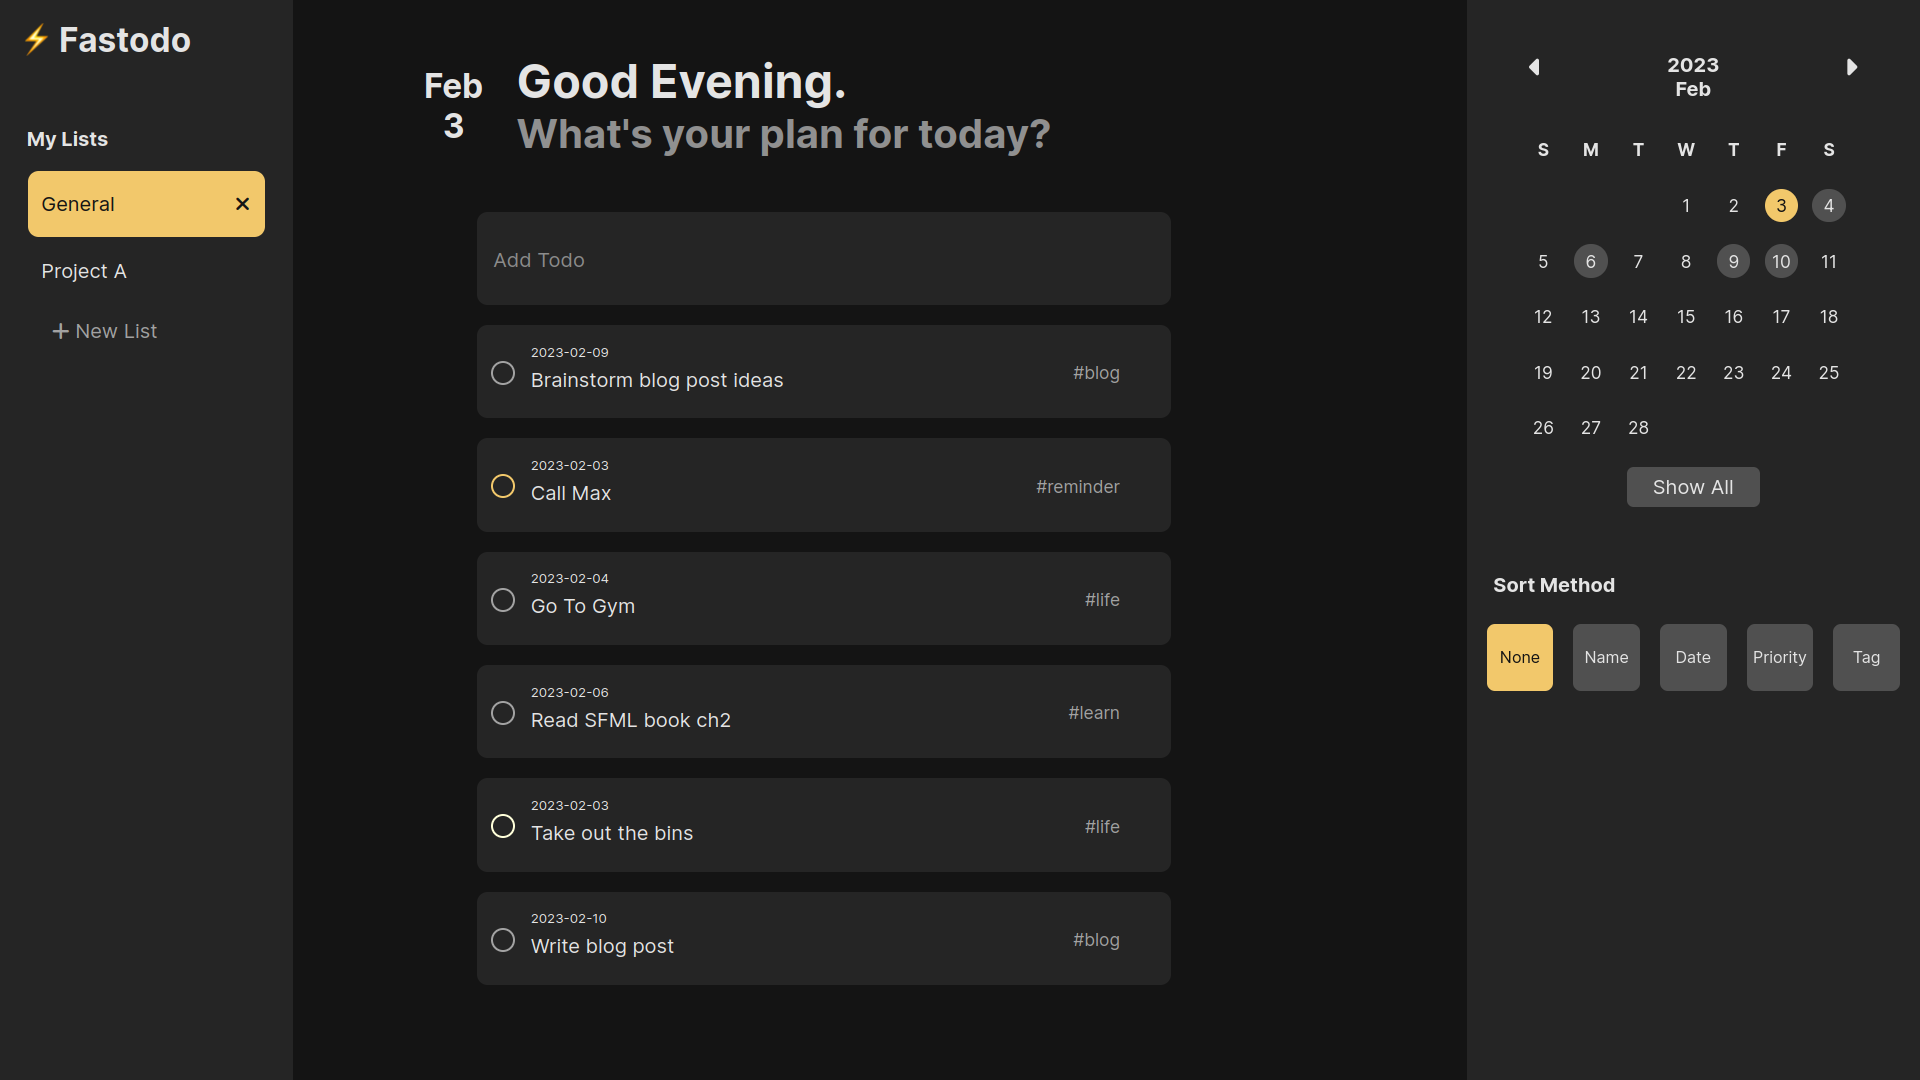 ⚡ Fastodo
My Lists
General ×
Project A
+ New List
Feb
3
Good Evening.
What's your plan for today?
Add Todo
2023-02-09
Brainstorm blog post ideas
#blog
2023-02-03
Call Max
#reminder
2023-02-04
Go To Gym
#life
2023-02-06
Read SFML book ch2
#learn
2023-02-03
Take out the bins
#life
2023-02-10
Write blog post
#blog
2023
Feb
S M T W T F S
1 2 3 4
5 6 7 8 9 10 11
12 13 14 15 16 17 18
19 20 21 22 23 24 25
26 27 28
Show All
Sort Method
None Name Date Priority Tag